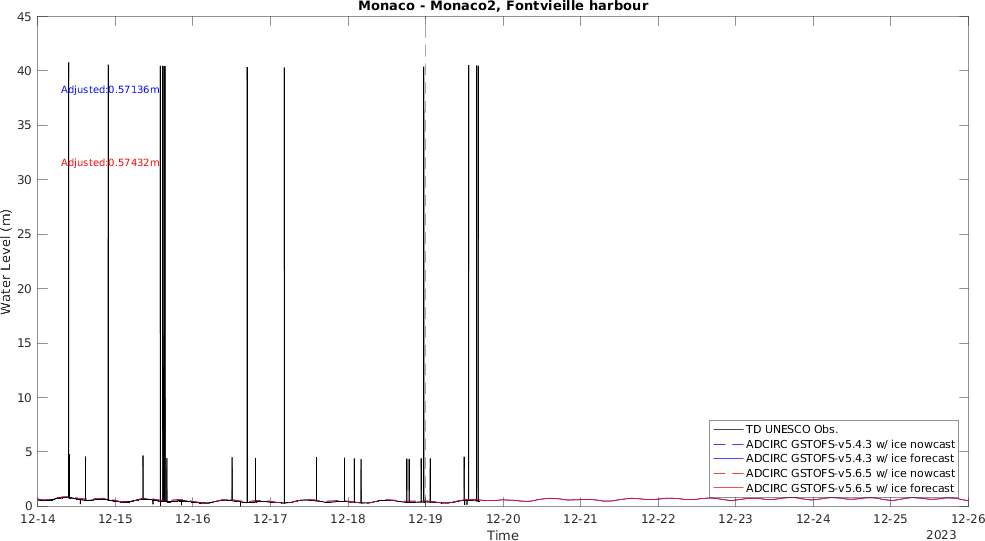 Monaco - Monaco2, Fontvieille harbour
45
40
35
30
25
20
15
10
5
0
Water Level (m)
Adjusted:0.57136m
Adjusted:0.57432m
TD UNESCO Obs.
ADCIRC GSTOFS-v5.4.3 w/ ice nowcast
ADCIRC GSTOFS-v5.4.3 w/ ice forecast
ADCIRC GSTOFS-v5.6.5 w/ ice nowcast
ADCIRC GSTOFS-v5.6.5 w/ ice forecast
12-14 12-15 12-16 12-17 12-18 12-19 12-20 12-21 12-22 12-23 12-24 12-25 12-26
Time
2023